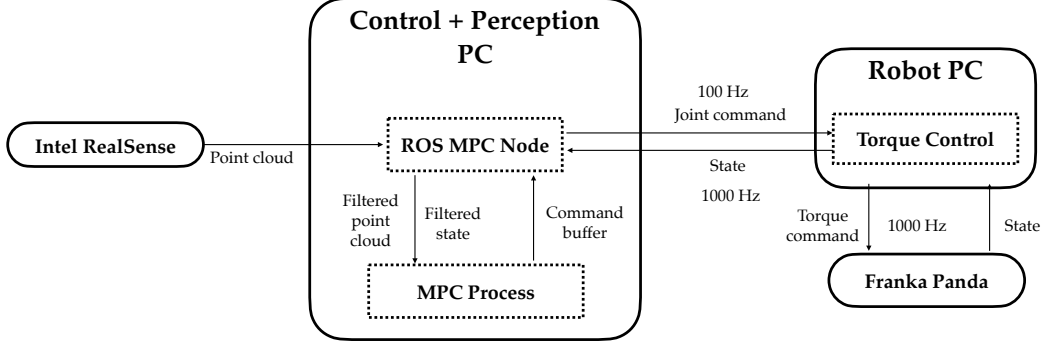 Control + Perception
PC
Robot PC
100 Hz
Joint command
Intel RealSense
Point cloud
ROS MPC Node
Torque Control
State
1000 Hz
Filtered
point
cloud
Filtered
state
Command
buffer
Torque
command
1000 Hz
State
MPC Process
Franka Panda